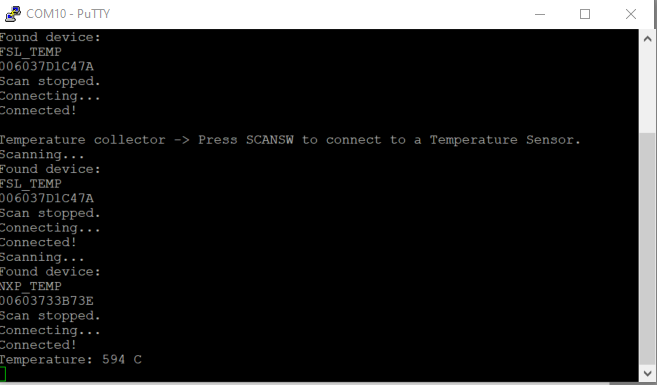 COM10 - PuTTY
Found device:
FSL_TEMP
006037D1C47A
Scan stopped.
Connecting...
Connected!
Temperature collector -> Press SCANSW to connect to a Temperature Sensor.
Scanning...
Found device:
FSL_TEMP
006037D1C47A
Scan stopped.
Connecting...
Connected!
Scanning...
Found device:
NXP_TEMP
00603733B73E
Scan stopped.
Connecting...
Connected!
Temperature: 594 C